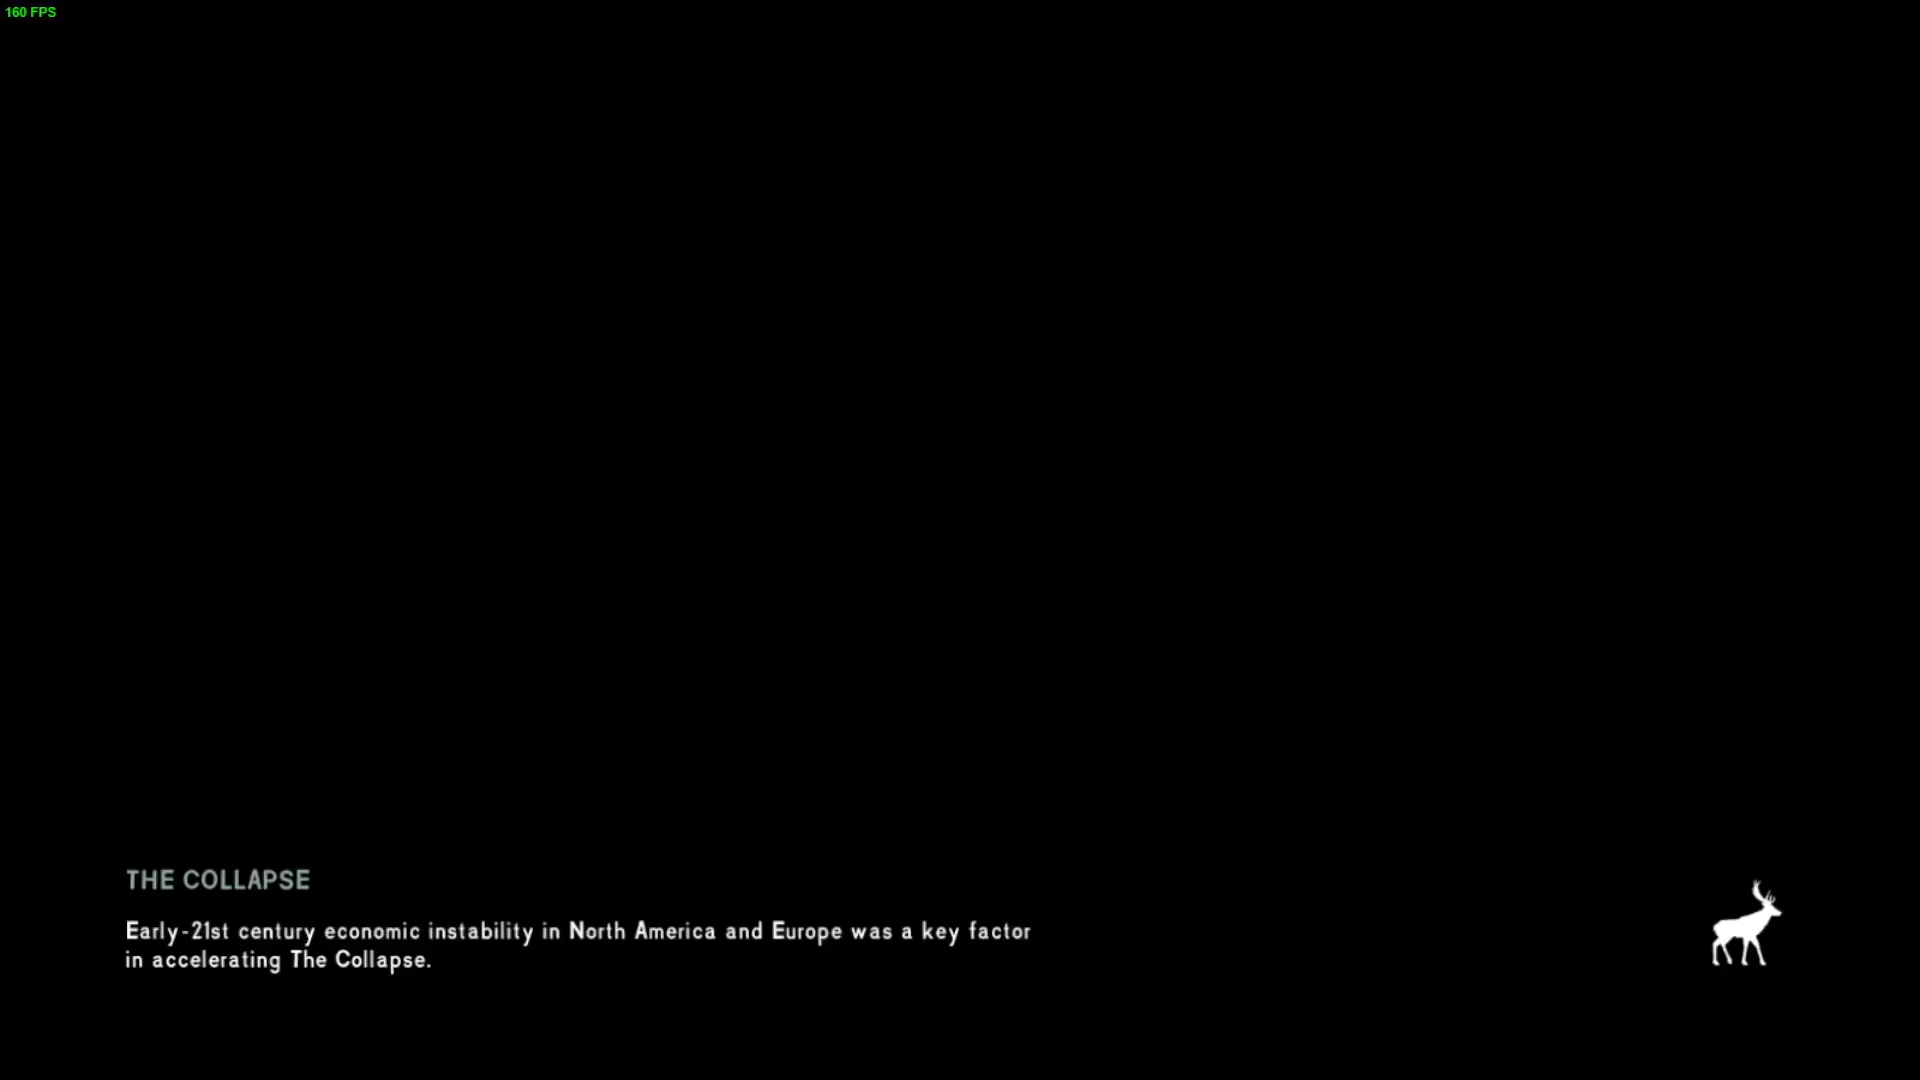 160 FPS
THE COLLAPSE
Early-21st century economic instability in North America and Europe was a key factor
in accelerating The Collapse.